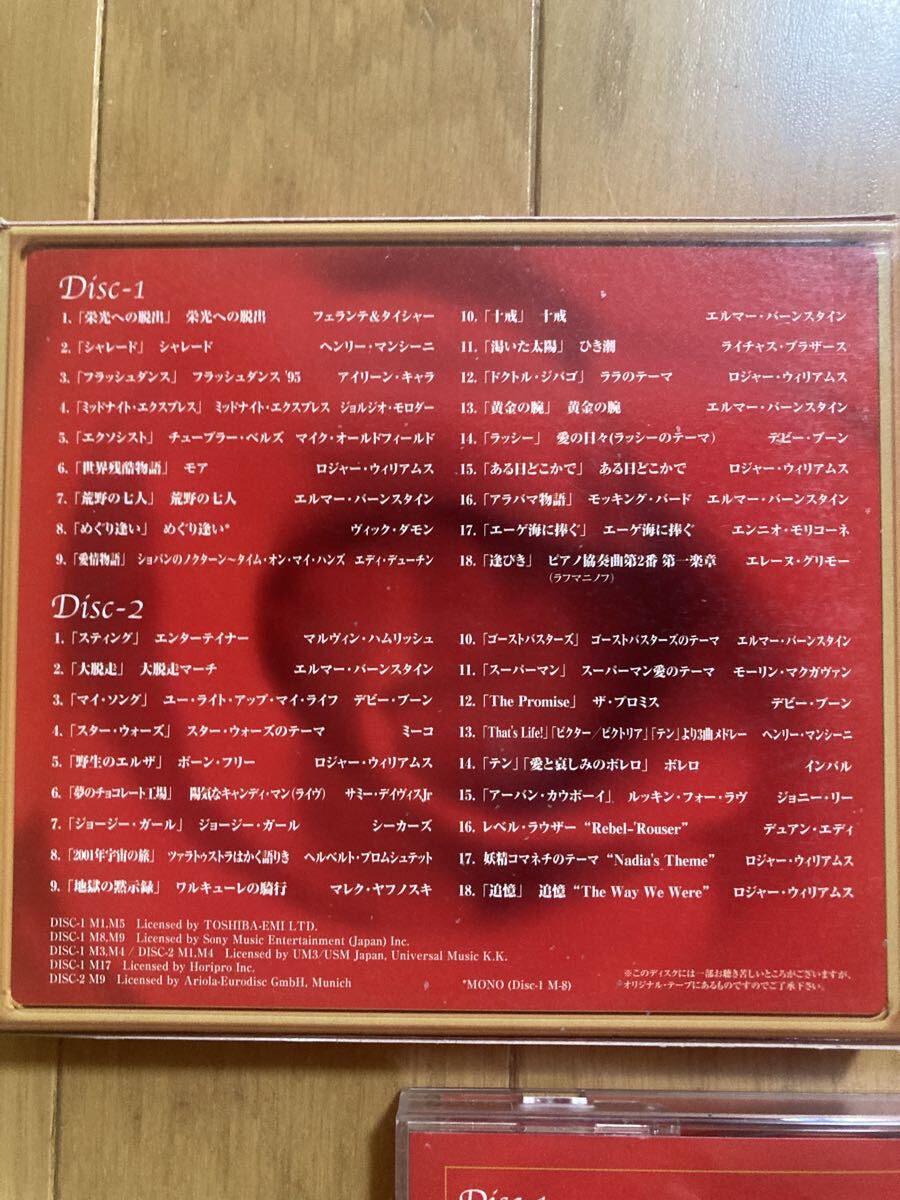 Disc-1
1.「栄光への脱出」 栄光への脱出 フェランテ&タイシャー
2.「シャレード」 シャレード ヘンリー・マンシーニ
3.「フラッシュダンス」 フラッシュダンス '95 アイリーン・キャラ
4.「ミッドナイト・エクスプレス」 ミッドナイト・エクスプレス ジョルジオ・モロダー
5.「エクソシスト」 チューブラー・ベルズ マイク・オールドフィールド
6.「世界残酷物語」 モア ロジャー・ウィリアムス
7.「荒野の七人」 荒野の七人 エルマー・バーンスタイン
8.「めぐり逢い」 めぐり逢い* ヴィック・ダモン
9.「愛情物語」 ショパンのノクターン〜タイム・オン・マイ・ハンズ エディ・デューチン
10.「十戒」 十戒 エルマー・バーンスタイン
11.「渇いた太陽」 ひき潮 ライチャス・ブラザース
12.「ドクトル・ジバゴ」 ララのテーマ ロジャー・ウィリアムス
13.「黄金の腕」 黄金の腕 エルマー・バーンスタイン
14.「ラッシー」 愛の日々(ラッシーのテーマ) デビー・ブーン
15.「ある日どこかで」 ある日どこかで ロジャー・ウィリアムス
16.「アラバマ物語」 モッキング・バード エルマー・バーンスタイン
17.「エーゲ海に捧ぐ」 エーゲ海に捧ぐ エンニオ・モリコーネ
18.「逢びき」 ピアノ協奏曲第2番 第一楽章 エレーヌ・グリモー
(ラフマニノフ)
Disc-2
1.「スティング」 エンターテイナー マルヴィン・ハムリッシュ
2.「大脱走」 大脱走マーチ エルマー・バーンスタイン
3.「マイ・ソング」 ユー・ライト・アップ・マイ・ライフ デビー・ブーン
4.「スター・ウォーズ」 スター・ウォーズのテーマ ミーコ
5.「野生のエルザ」 ボーン・フリー ロジャー・ウィリアムス
6.「夢のチョコレート工場」 陽気なキャンディ・マン(ライヴ) サミー・デイヴィスJr
7.「ジョージー・ガール」 ジョージー・ガール シーカーズ
8.「2001年宇宙の旅」 ツァラトゥストラはかく語りき ヘルベルト・ブロムシュテット
9.「地獄の黙示録」 ワルキューレの騎行 マレク・ヤノフスキ
10.「ゴーストバスターズ」 ゴーストバスターズのテーマ エルマー・バーンスタイン
11.「スーパーマン」 スーパーマン愛のテーマ モーリン・マクガヴァン
12.「The Promise」 ザ・プロミス デビー・ブーン
13.「That's Life!」「ビクター/ビクトリア」「テン」より3曲メドレー ヘンリー・マンシーニ
14.「テン」「愛と哀しみのボレロ」 ボレロ インバル
15.「アーバン・カウボーイ」 ルッキン・フォー・ラヴ ジョニー・リー
16. レベル・ラウザー “Rebel-'Rouser” デュアン・エディ
17. 妖精コマネチのテーマ “Nadia's Theme” ロジャー・ウィリアムス
18.「追憶」 追憶 “The Way We Were” ロジャー・ウィリアムス
DISC-1 M1,M5 Licensed by TOSHIBA-EMI LTD.
DISC-1 M8,M9 Licensed by Sony Music Entertainment (Japan) Inc.
DISC-1 M3,M4 / DISC-2 M1,M4 Licensed by UM3/USM Japan, Universal Music K.K.
DISC-1 M17 Licensed by Horipro Inc.
DISC-2 M9 Licensed by Ariola-Eurodisc GmbH, Munich
*MONO (Disc-1 M-8)
※このディスクには一部お聴き苦しいところがございますが、
オリジナル・テープにあるものですのでご了承下さい。
Disc-1